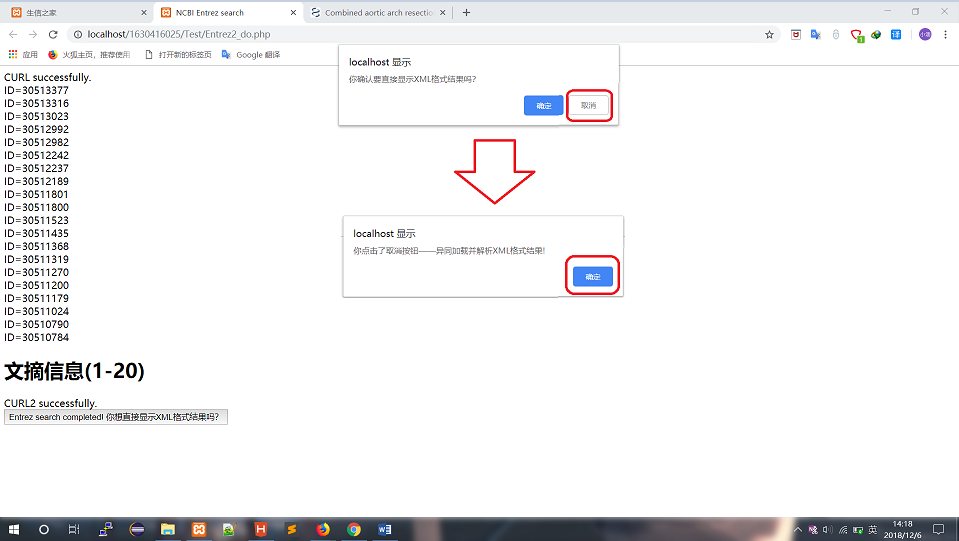 生信之家
NCBI Entrez search
Combined aortic arch resectio
localhost/1630416025/Test/Entrez2_do.php
应用
火狐主页，推荐使用
打开新的标签页
Google 翻译
CURL successfully.
ID=30513377
ID=30513316
ID=30513023
ID=30512992
ID=30512982
ID=30512242
ID=30512237
ID=30512189
ID=30511801
ID=30511800
ID=30511523
ID=30511435
ID=30511368
ID=30511319
ID=30511270
ID=30511200
ID=30511179
ID=30511024
ID=30510790
ID=30510784
文摘信息(1-20)
CURL2 successfully.
Entrez search completed! 你想直接显示XML格式结果吗?
localhost 显示
你确认要直接显示XML格式结果吗?
确定
取消
localhost 显示
你点击了取消按钮——异同加载并解析XML格式结果!
确定
英
14:18
2018/12/6